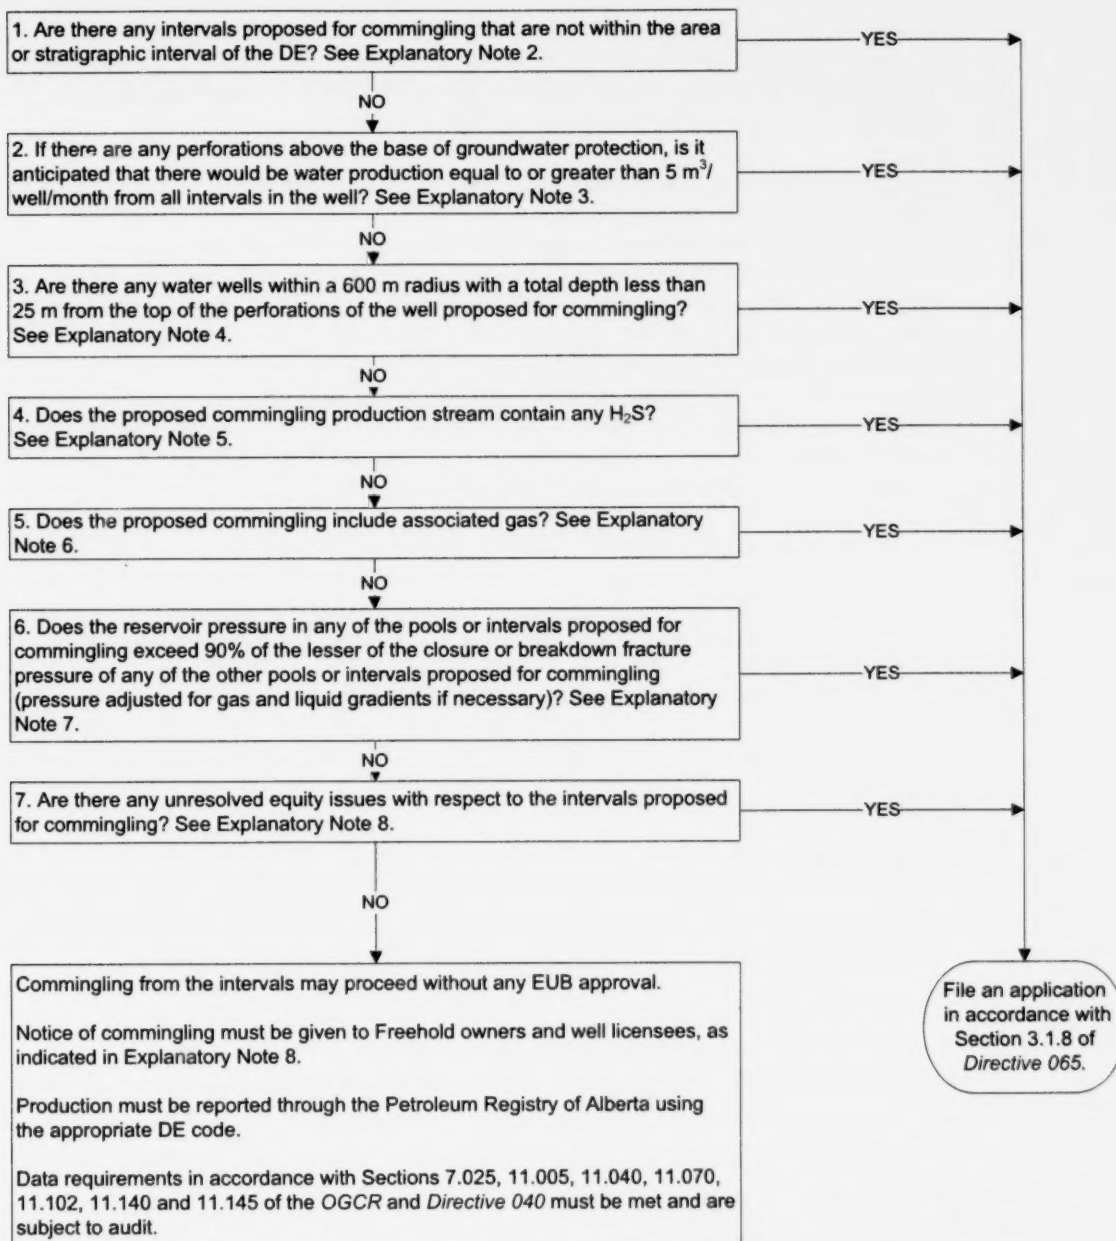 1. Are there any intervals proposed for commingling that are not within the area
or stratigraphic interval of the DE? See Explanatory Note 2.
YES
NO
2. If there are any perforations above the base of groundwater protection, is it
anticipated that there would be water production equal to or greater than 5 m³/
well/month from all intervals in the well? See Explanatory Note 3.
YES
NO
3. Are there any water wells within a 600 m radius with a total depth less than
25 m from the top of the perforations of the well proposed for commingling?
See Explanatory Note 4.
YES
NO
4. Does the proposed commingling production stream contain any H₂S?
See Explanatory Note 5.
YES
NO
5. Does the proposed commingling include associated gas? See Explanatory
Note 6.
YES
NO
6. Does the reservoir pressure in any of the pools or intervals proposed for
commingling exceed 90% of the lesser of the closure or breakdown fracture
pressure of any of the other pools or intervals proposed for commingling
(pressure adjusted for gas and liquid gradients if necessary)? See Explanatory
Note 7.
YES
NO
7. Are there any unresolved equity issues with respect to the intervals proposed
for commingling? See Explanatory Note 8.
YES
NO
Commingling from the intervals may proceed without any EUB approval.
Notice of commingling must be given to Freehold owners and well licensees, as
indicated in Explanatory Note 8.
Production must be reported through the Petroleum Registry of Alberta using
the appropriate DE code.
Data requirements in accordance with Sections 7.025, 11.005, 11.040, 11.070,
11.102, 11.140 and 11.145 of the OGCR and Directive 040 must be met and are
subject to audit.
File an application
in accordance with
Section 3.1.8 of
Directive 065.